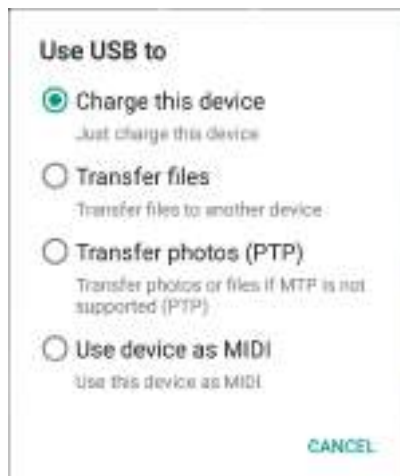 Use USB to
Charge this device
Just charge this device
Transfer files
Transfer files to another device
Transfer photos (PTP)
Transfer photos or files if MTP is not
supported (PTP)
Use device as MIDI
Use this device as MIDI
CANCEL